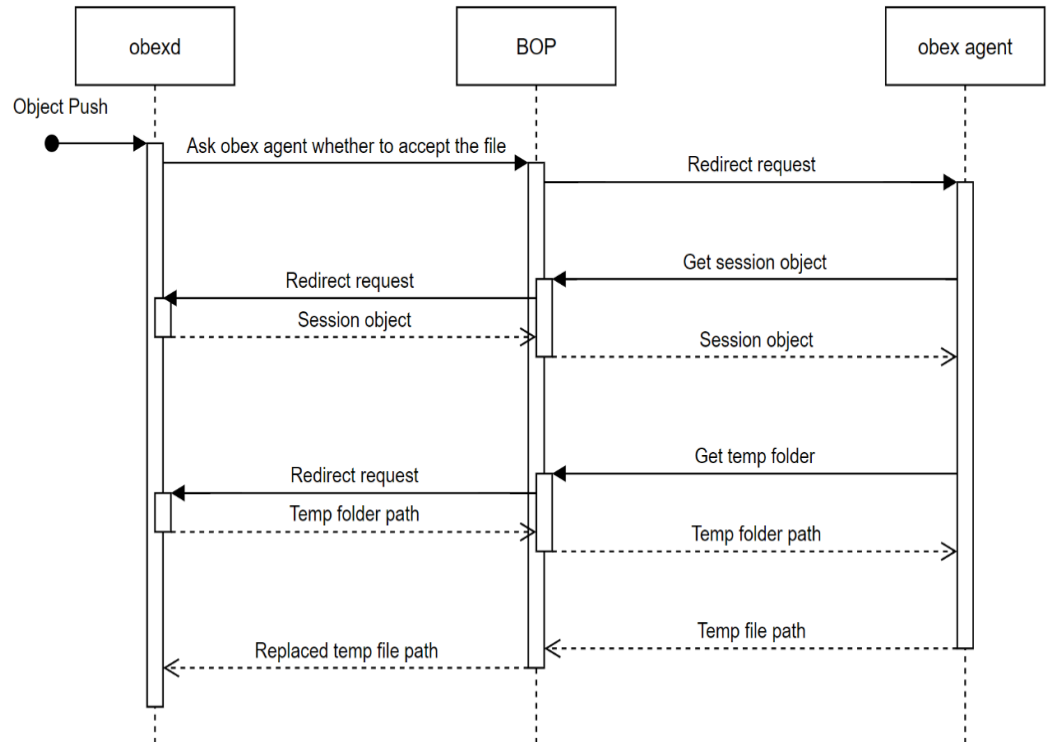 obexd
BOP
obex agent
Object Push
Ask obex agent whether to accept the file
Redirect request
Get session object
Redirect request
Session object
Session object
Get temp folder
Redirect request
Temp folder path
Temp folder path
Temp file path
Replaced temp file path